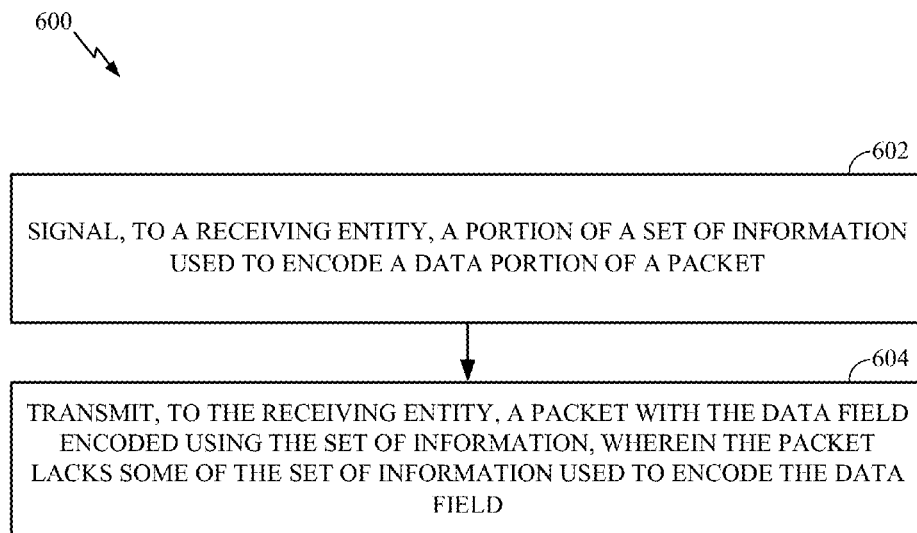 600
602
SIGNAL, TO A RECEIVING ENTITY, A PORTION OF A SET OF INFORMATION
USED TO ENCODE A DATA PORTION OF A PACKET
604
TRANSMIT, TO THE RECEIVING ENTITY, A PACKET WITH THE DATA FIELD
ENCODED USING THE SET OF INFORMATION, WHEREIN THE PACKET
LACKS SOME OF THE SET OF INFORMATION USED TO ENCODE THE DATA
FIELD